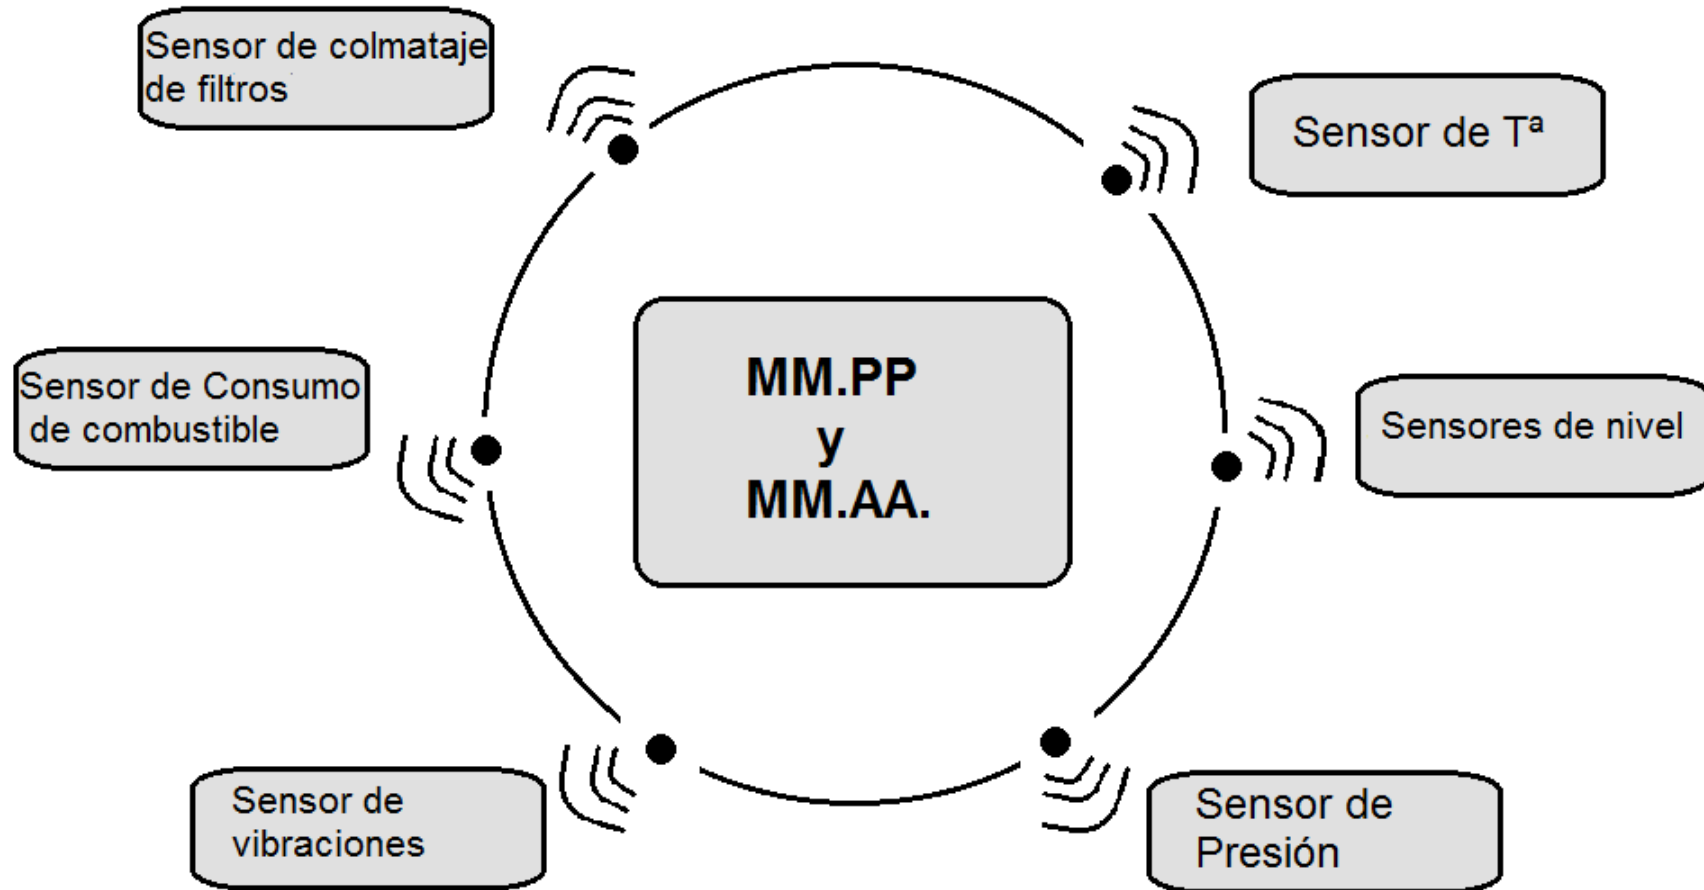 Sensor de colmataje
de filtros
Sensor de Tª
Sensor de Consumo
de combustible
MM.PP
y
MM.AA.
Sensores de nivel
Sensor de
vibraciones
Sensor de
Presión